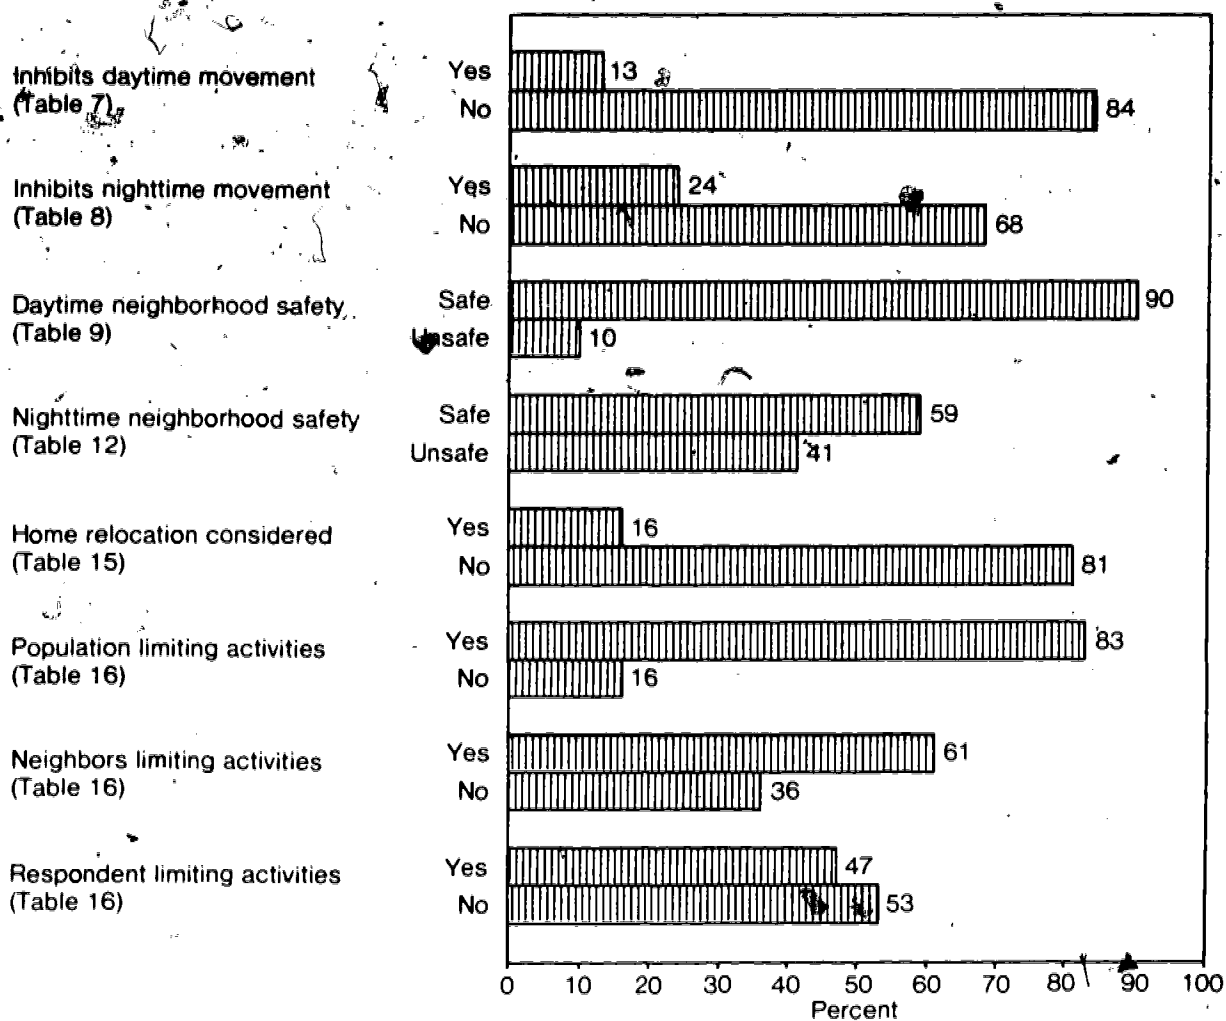 Inhibits daytime movement
(Table 7)
Yes 13
No 84
Inhibits nighttime movement
(Table 8)
Yes 24
No 68
Daytime neighborhood safety
(Table 9)
Safe 90
Unsafe 10
Nighttime neighborhood safety
(Table 12)
Safe 59
Unsafe 41
Home relocation considered
(Table 15)
Yes 16
No 81
Population limiting activities
(Table 16)
Yes 83
No 16
Neighbors limiting activities
(Table 16)
Yes 61
No 36
Respondent limiting activities
(Table 16)
Yes 47
No 53
0 10 20 30 40 50 60 70 80 90 100
Percent